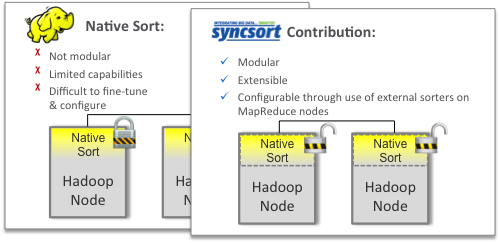 Native Sort:
Not modular
Limited capabilities
Difficult to fine-tune
& configure
Native
Sort
Hadoop
Node
INTEGRATING BIG DATA... SMARTER
syncsort Contribution:
Modular
Extensible
Configurable through use of external sorters on
MapReduce nodes
Native
Sort
Hadoop
Node
Native
Sort
Hadoop
Node